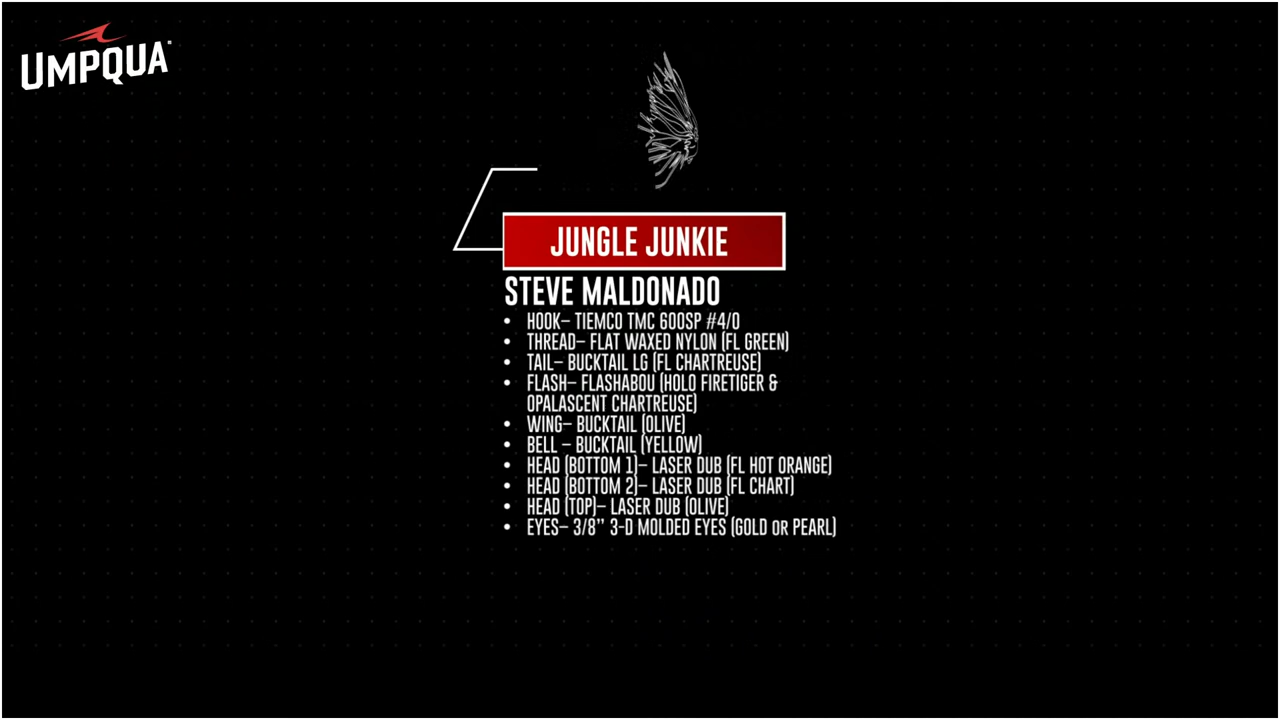 UMPQUA
JUNGLE JUNKIE
STEVE MALDONADO
• HOOK– TIEMCO TMC 600SP #4/0
• THREAD– FLAT WAXED NYLON (FL GREEN)
• TAIL– BUCKTAIL LG (FL CHARTREUSE)
• FLASH– FLASHABOU (HOLO FIRETIGER &
OPALASCENT CHARTREUSE)
• WING– BUCKTAIL (OLIVE)
• BELL – BUCKTAIL (YELLOW)
• HEAD (BOTTOM 1)– LASER DUB (FL HOT ORANGE)
• HEAD (BOTTOM 2)– LASER DUB (FL CHART)
• HEAD (TOP)– LASER DUB (OLIVE)
• EYES– 3/8” 3-D MOLDED EYES (GOLD OR PEARL)